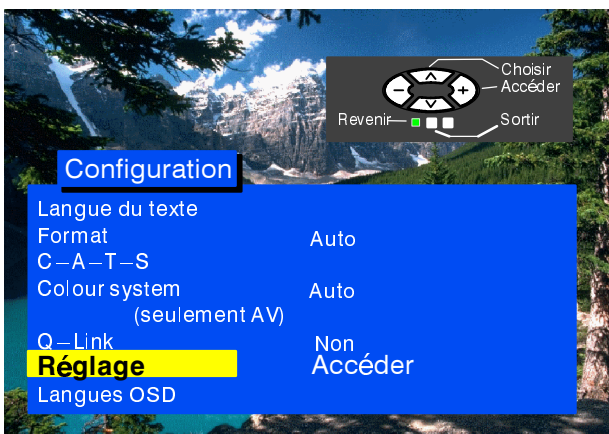 Choisir
Accéder
Revenir
Sortir
Configuration
Langue du texte
Format Auto
C–A–T–S
Colour system Auto
(seulement AV)
Q–Link Non
Réglage Accéder
Langues OSD